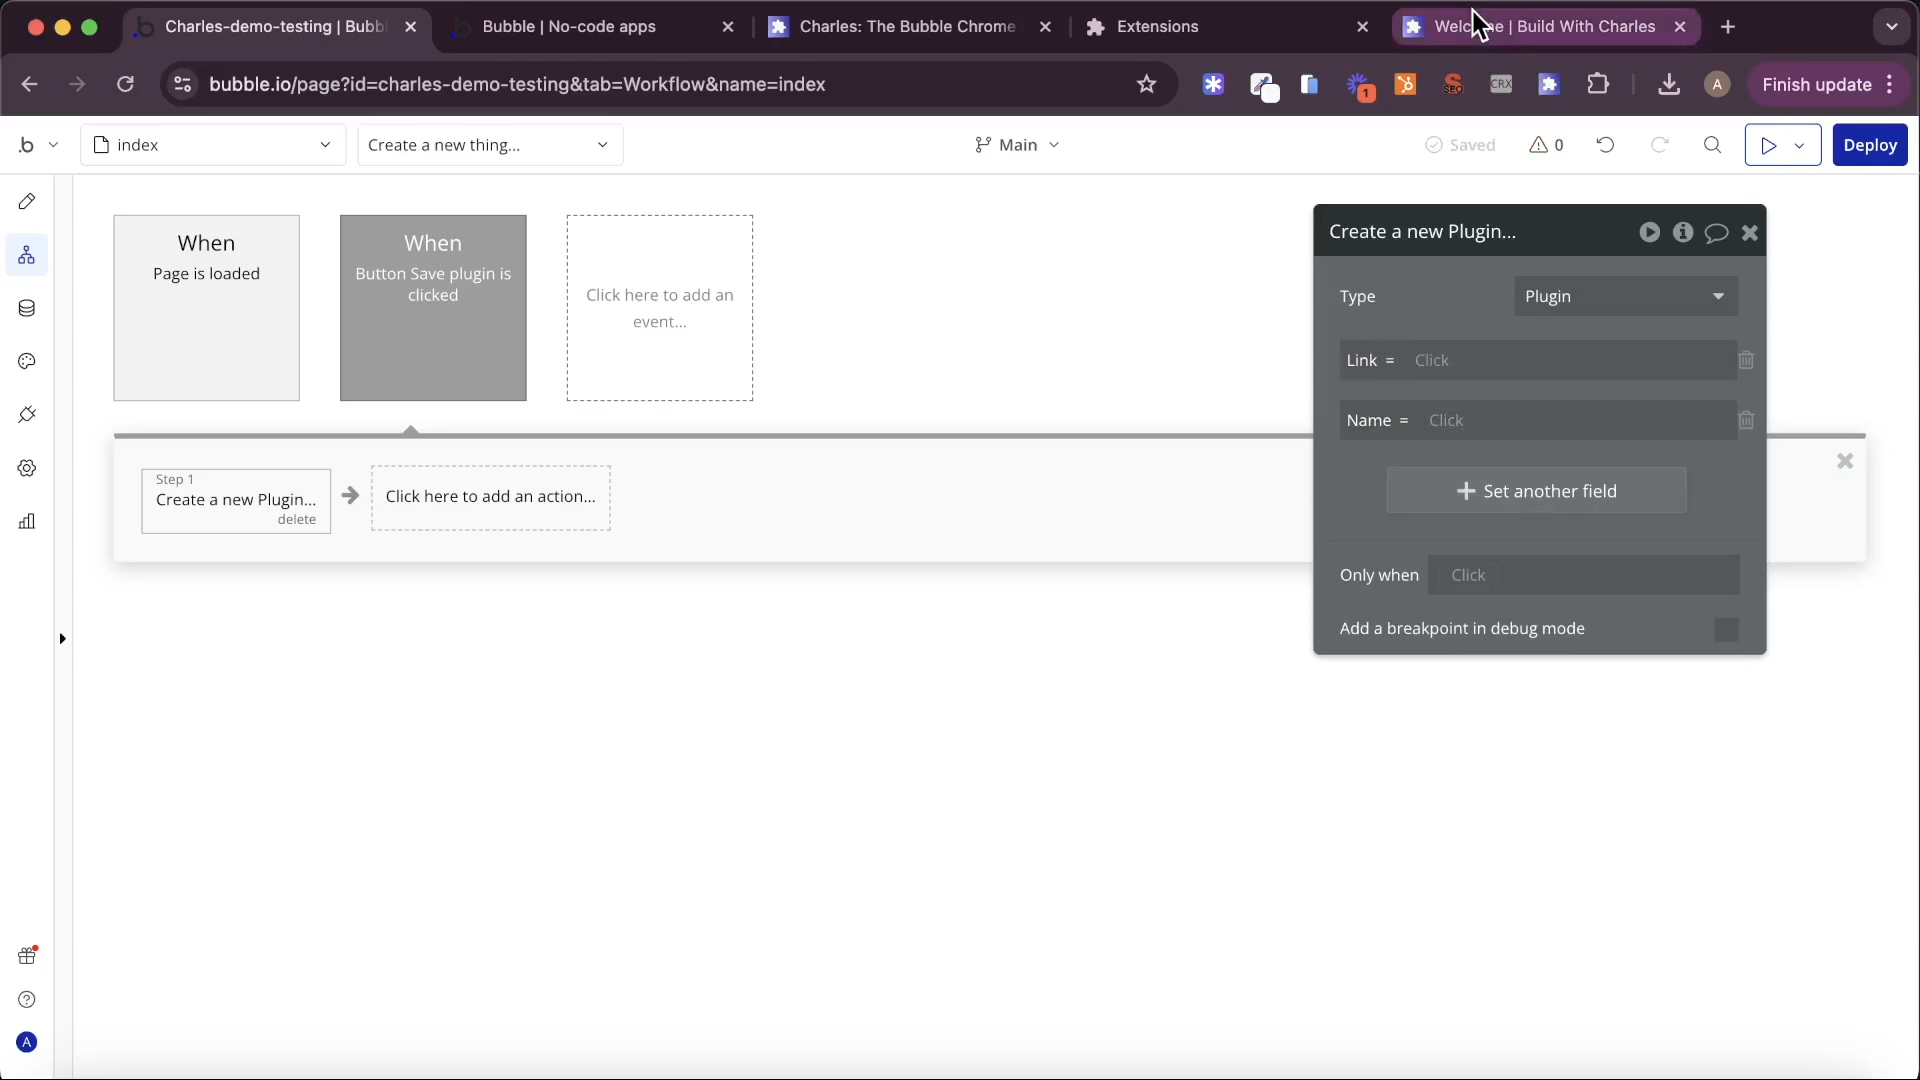 Charles-demo-testing | Bubb
Bubble | No-code apps
Charles: The Bubble Chrome
Extensions
Welc e | Build With Charles
bubble.io/page?id=charles-demo-testing&tab=Workflow&name=index
1
SEO
CRX
A
Finish update
.b
index
Create a new thing...
Main
Saved
0
Deploy
When
Page is loaded
When
Button Save plugin is
clicked
Click here to add an
event...
Step 1
Create a new Plugin...
delete
Click here to add an action...
Create a new Plugin...
Type
Plugin
Link =
Click
Name =
Click
Set another field
Only when
Click
Add a breakpoint in debug mode
A